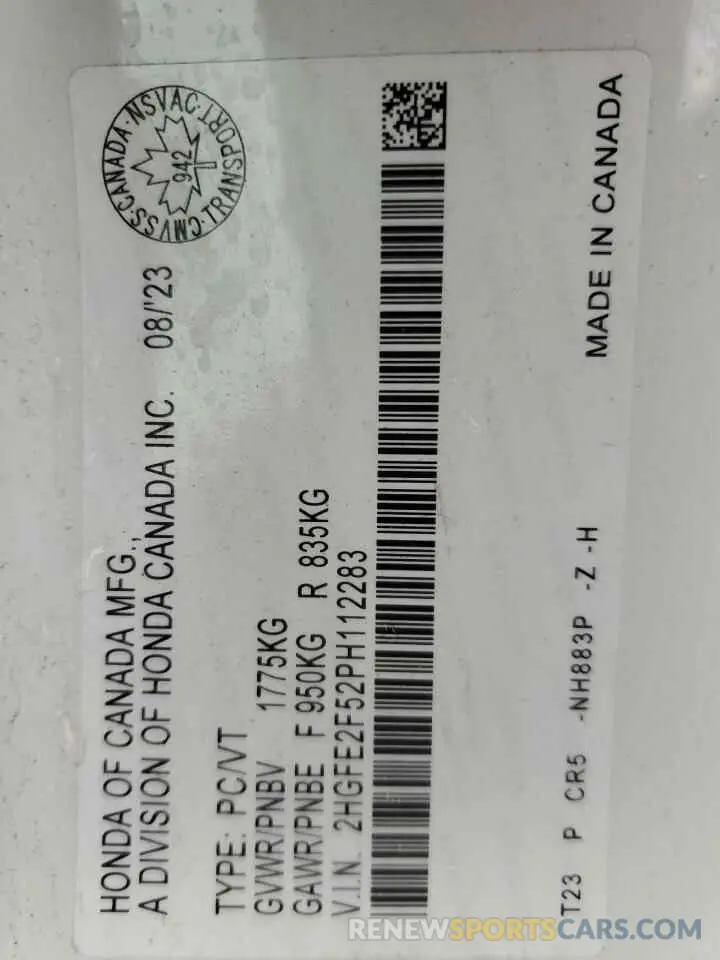 HONDA OF CANADA MFG.,
A DIVISION OF HONDA CANADA INC. 08/'23
CMVSS·CANADA·NSVAC·TRANSPORT·
942
TYPE: PC/VT
GVWR/PNBV 1775KG
GAWR/PNBE F 950KG R 835KG
V.I.N. 2HGFE2F52PH112283
T23 P CR5 -NH883P -Z -H MADE IN CANADA
RENEWSPORTSCARS.COM